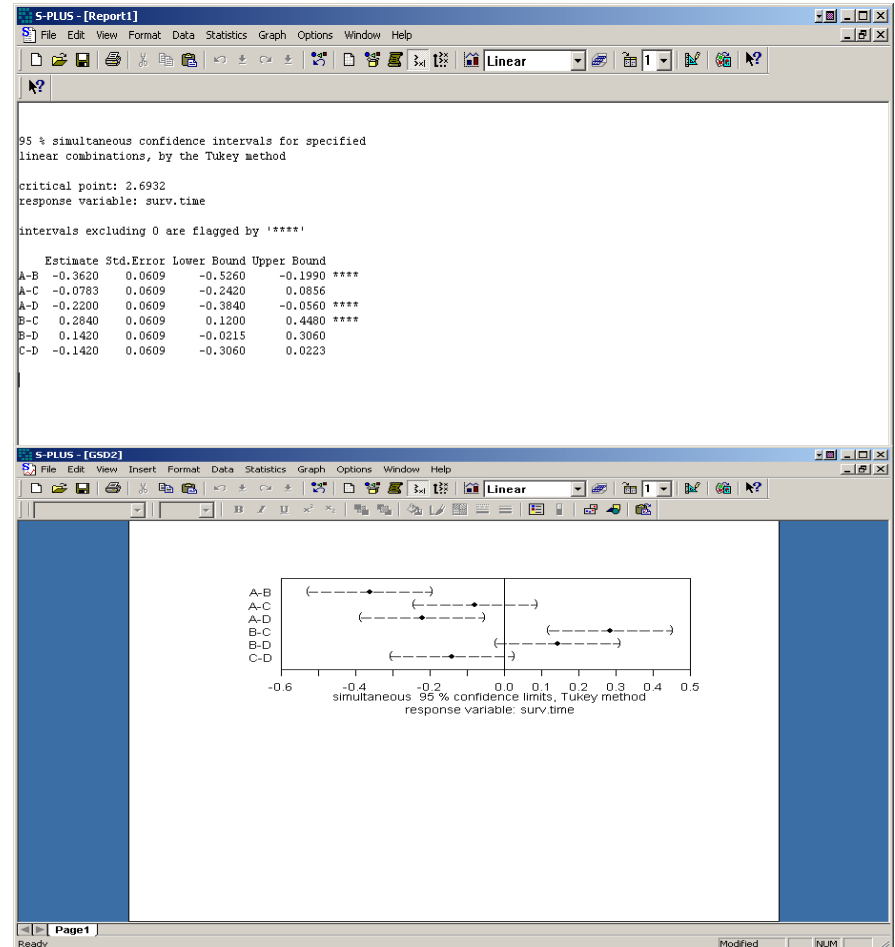 S-PLUS - [Report1]
File Edit View Format Data Statistics Graph Options Window Help
Linear 1
95 % simultaneous confidence intervals for specified
linear combinations, by the Tukey method
critical point: 2.6932
response variable: surv.time
intervals excluding 0 are flagged by '****'
Estimate Std.Error Lower Bound Upper Bound
A-B -0.3620 0.0609 -0.5260 -0.1990 ****
A-C -0.0783 0.0609 -0.2420 0.0856
A-D -0.2200 0.0609 -0.3840 -0.0560 ****
B-C 0.2840 0.0609 0.1200 0.4480 ****
B-D 0.1420 0.0609 -0.0215 0.3060
C-D -0.1420 0.0609 -0.3060 0.0223
S-PLUS - [GSD2]
File Edit View Insert Format Data Statistics Graph Options Window Help
Linear 1
B I U x² x₁
A-B
A-C
A-D
B-C
B-D
C-D
-0.6 -0.4 -0.2 0.0 0.1 0.2 0.3 0.4 0.5
simultaneous 95 % confidence limits, Tukey method
response variable: surv.time
Page1
Ready Modified NUM